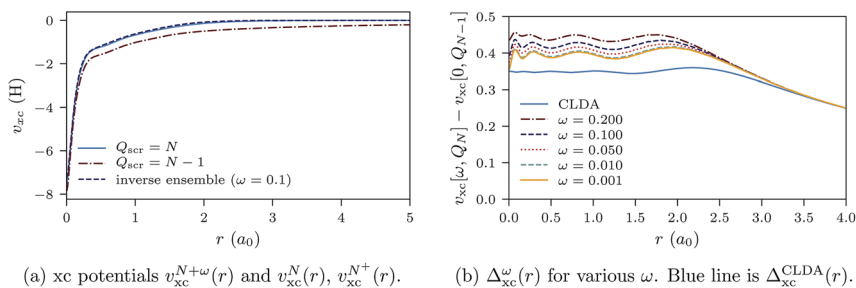 0
−2
−4
−6
−8
v_xc (H)
Q_scr = N
Q_scr = N − 1
inverse ensemble (ω = 0.1)
0 1 2 3 4 5
r (a_0)
(a) xc potentials v_xc^{N+ω}(r) and v_xc^N(r), v_xc^{N^+}(r).
0.5
0.4
0.3
0.2
0.1
0.0
v_xc[ω, Q_N] − v_xc[0, Q_{N−1}]
CLDA
ω = 0.200
ω = 0.100
ω = 0.050
ω = 0.010
ω = 0.001
0.0 0.5 1.0 1.5 2.0 2.5 3.0 3.5 4.0
r (a_0)
(b) Δ_xc^ω(r) for various ω. Blue line is Δ_xc^CLDA(r).